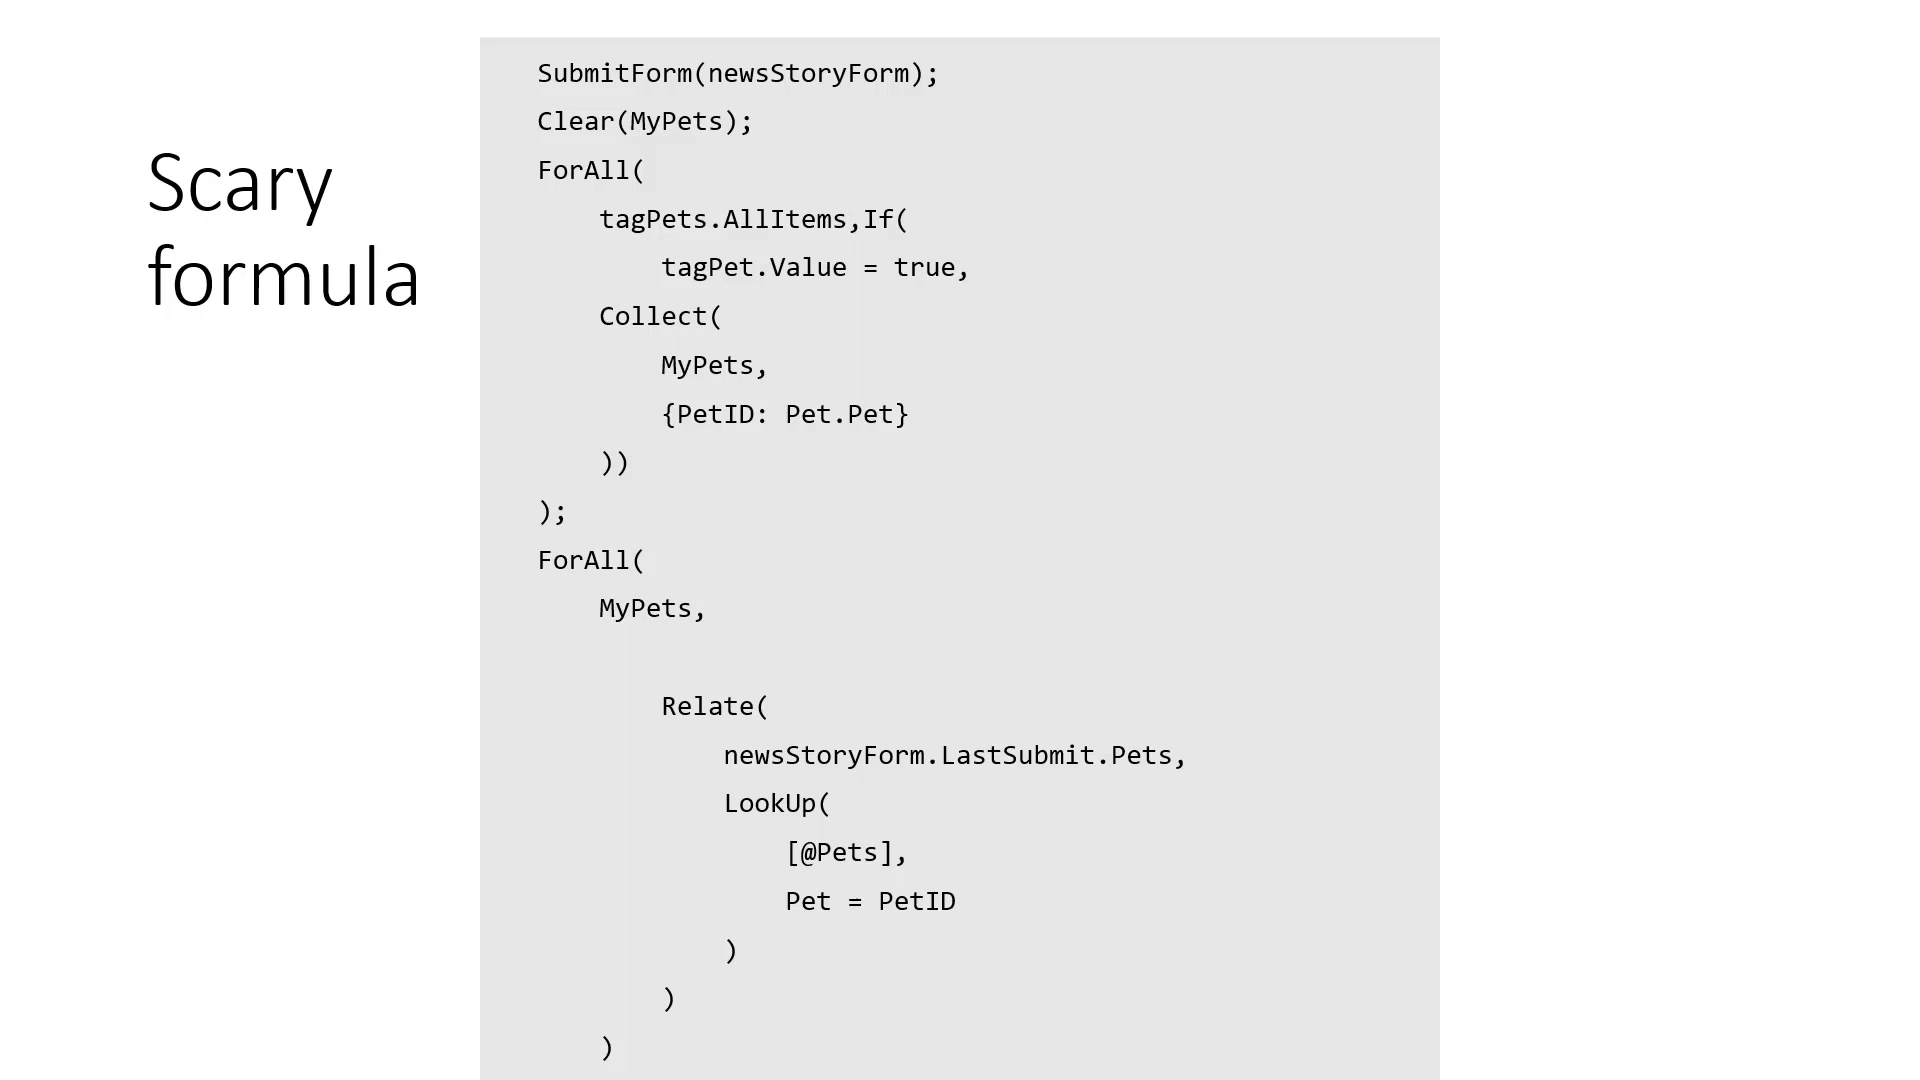 Scary
formula
SubmitForm(newsStoryForm);
Clear(MyPets);
ForAll(
    tagPets.AllItems,If(
        tagPet.Value = true,
    Collect(
        MyPets,
        {PetID: Pet.Pet}
    ))
);
ForAll(
    MyPets,
        Relate(
            newsStoryForm.LastSubmit.Pets,
            LookUp(
                [@Pets],
                Pet = PetID
            )
        )
    )